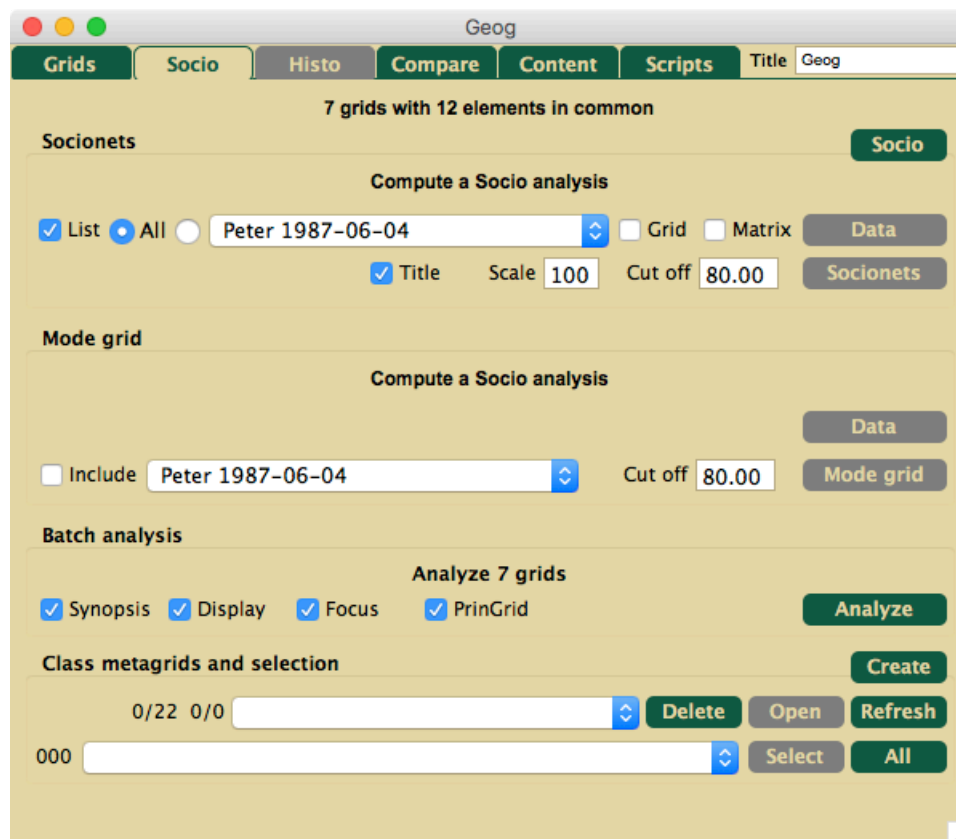 Geog
Grids Socio Histo Compare Content Scripts Title Geog
7 grids with 12 elements in common
Socionets Socio
Compute a Socio analysis
List All Peter 1987-06-04 Grid Matrix Data
Title Scale 100 Cut off 80.00 Socionets
Mode grid
Compute a Socio analysis
Data
Include Peter 1987-06-04 Cut off 80.00 Mode grid
Batch analysis
Analyze 7 grids
Synopsis Display Focus PrinGrid Analyze
Class metagrids and selection Create
0/22 0/0 Delete Open Refresh
000 Select All